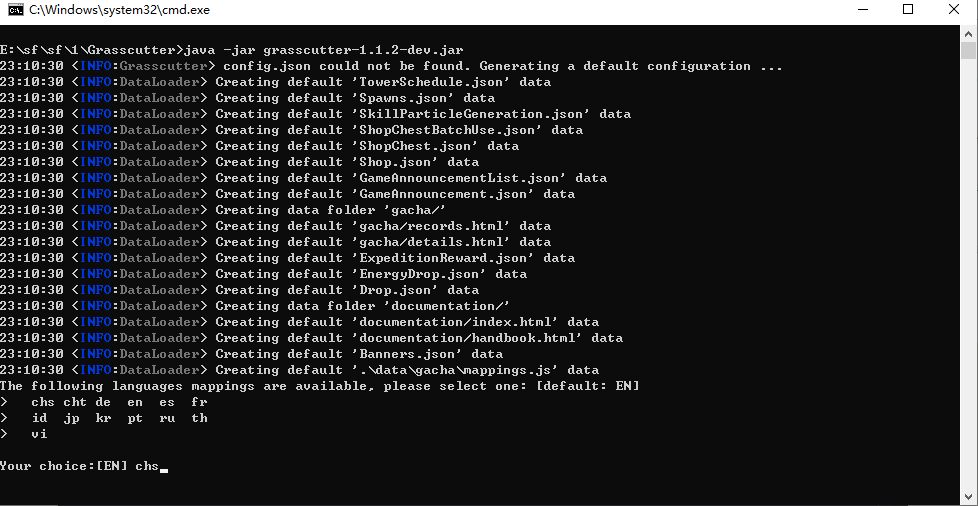 C:\Windows\system32\cmd.exe
E:\sf\sf\1\Grasscutter>java -jar grasscutter-1.1.2-dev.jar
23:10:30 <INFO:Grasscutter> config.json could not be found. Generating a default configuration ...
23:10:30 <INFO:DataLoader> Creating default 'TowerSchedule.json' data
23:10:30 <INFO:DataLoader> Creating default 'Spawns.json' data
23:10:30 <INFO:DataLoader> Creating default 'SkillParticleGeneration.json' data
23:10:30 <INFO:DataLoader> Creating default 'ShopChestBatchUse.json' data
23:10:30 <INFO:DataLoader> Creating default 'ShopChest.json' data
23:10:30 <INFO:DataLoader> Creating default 'Shop.json' data
23:10:30 <INFO:DataLoader> Creating default 'GameAnnouncementList.json' data
23:10:30 <INFO:DataLoader> Creating default 'GameAnnouncement.json' data
23:10:30 <INFO:DataLoader> Creating data folder 'gacha/'
23:10:30 <INFO:DataLoader> Creating default 'gacha/records.html' data
23:10:30 <INFO:DataLoader> Creating default 'gacha/details.html' data
23:10:30 <INFO:DataLoader> Creating default 'ExpeditionReward.json' data
23:10:30 <INFO:DataLoader> Creating default 'EnergyDrop.json' data
23:10:30 <INFO:DataLoader> Creating default 'Drop.json' data
23:10:30 <INFO:DataLoader> Creating data folder 'documentation/'
23:10:30 <INFO:DataLoader> Creating default 'documentation/index.html' data
23:10:30 <INFO:DataLoader> Creating default 'documentation/handbook.html' data
23:10:30 <INFO:DataLoader> Creating default 'Banners.json' data
23:10:30 <INFO:DataLoader> Creating default '.\data\gacha\mappings.js' data
The following languages mappings are available, please select one: [default: EN]
> chs cht de en es fr
> id jp kr pt ru th
> vi
Your choice:[EN] chs